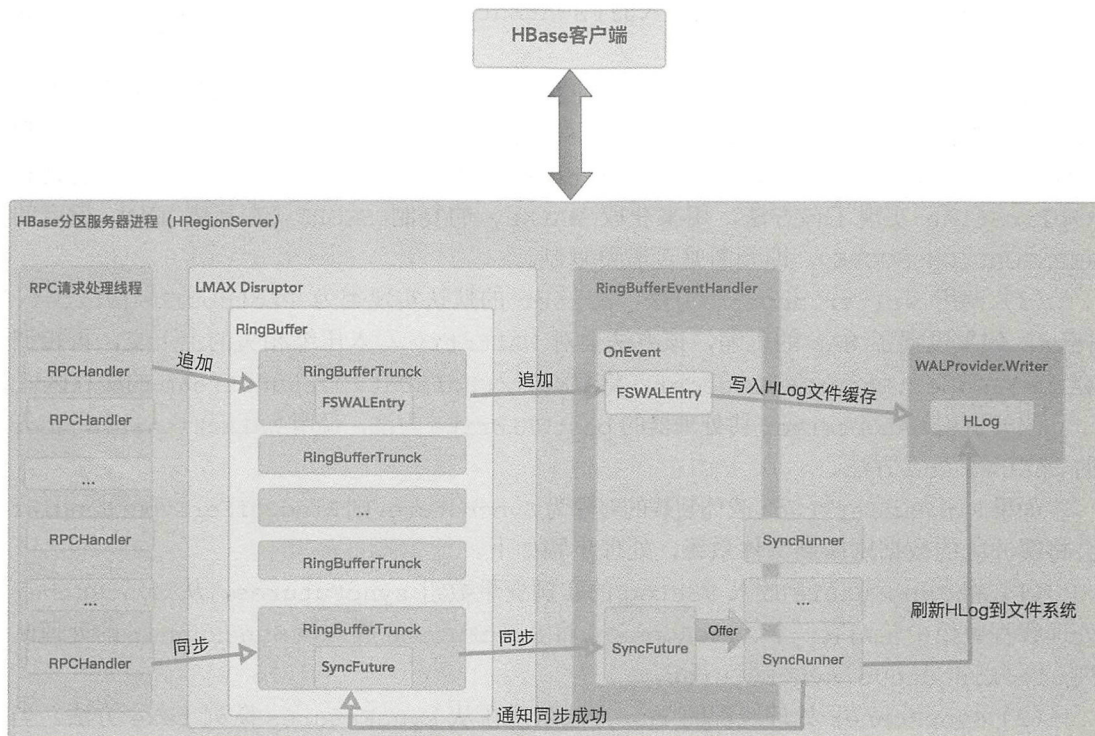 HBase客户端
HBase分区服务器进程（HRegionServer）
RPC请求处理线程
RPCHandler
RPCHandler
...
RPCHandler
...
RPCHandler
追加
同步
LMAX Disruptor
RingBuffer
RingBufferTrunck
FSWALEntry
RingBufferTrunck
...
RingBufferTrunck
RingBufferTrunck
SyncFuture
追加
同步
通知同步成功
RingBufferEventHandler
OnEvent
FSWALEntry
SyncFuture
Offer
SyncRunner
...
SyncRunner
写入HLog文件缓存
刷新HLog到文件系统
WALProvider.Writer
HLog